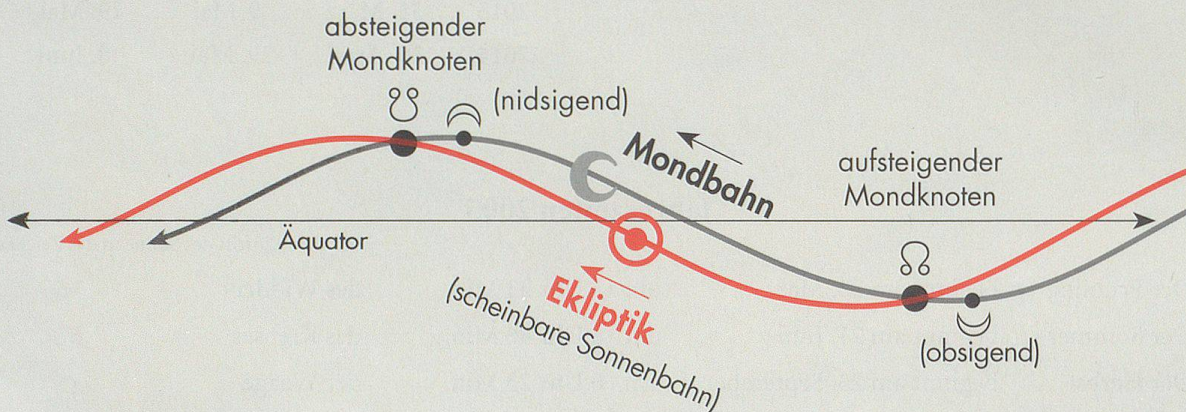 absteigender
Mondknoten
☋
(nidsigend)
Mondbahn
aufsteigender
Mondknoten
Äquator
☊
Ekliptik
(scheinbare Sonnenbahn)
(obsigend)